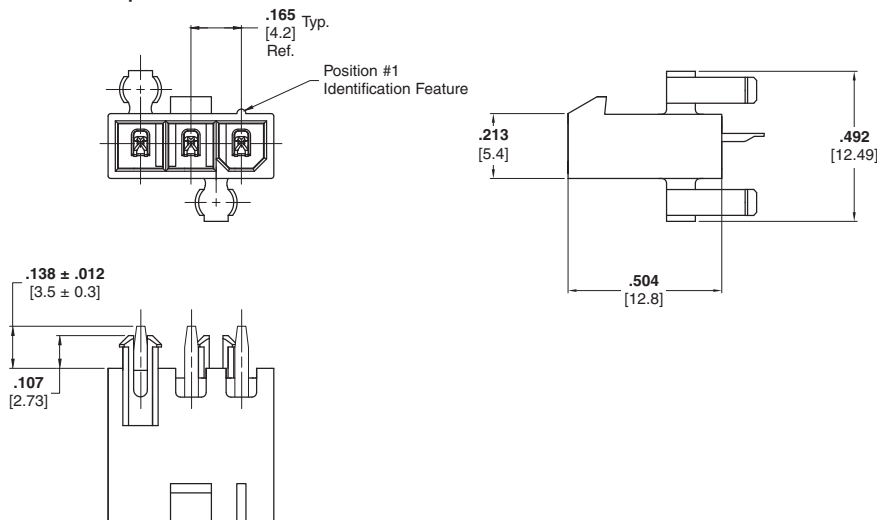 .165 Typ.
[4.2]
Ref.
Position #1
Identification Feature
.213
[5.4]
.492
[12.49]
.504
[12.8]
.138 ± .012
[3.5 ± 0.3]
.107
[2.73]